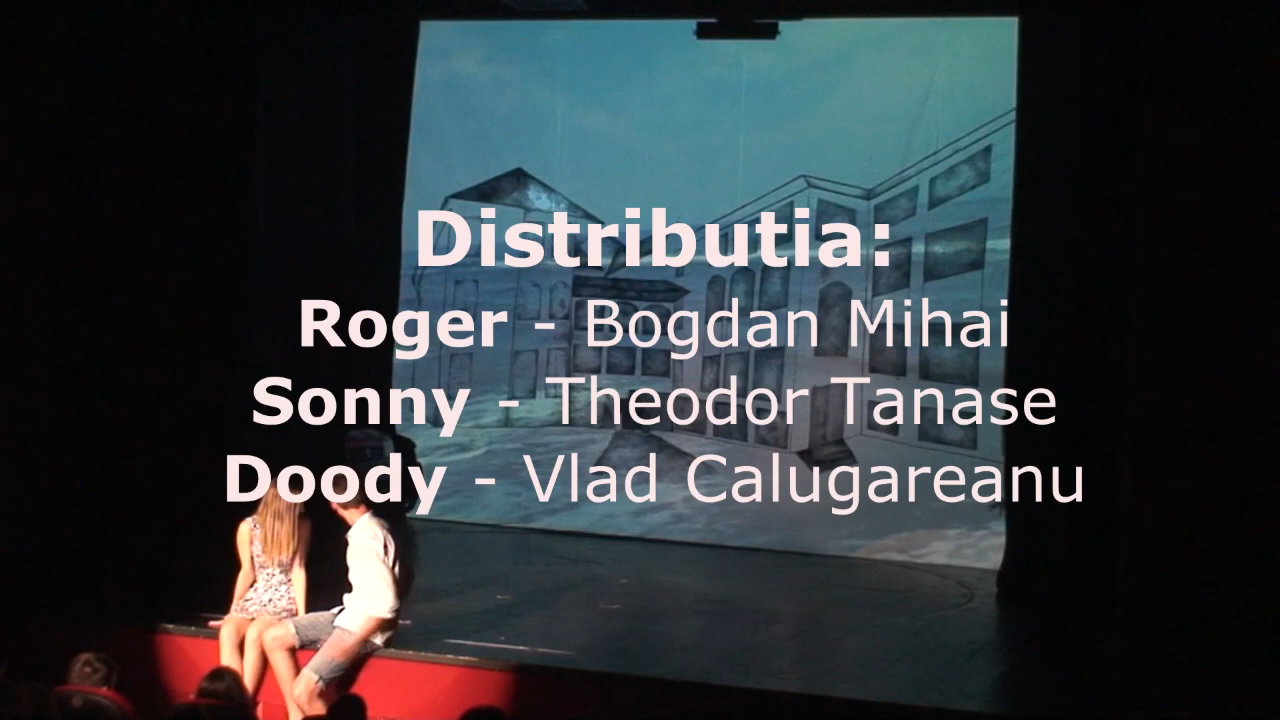 Distributia:
Roger - Bogdan Mihai
Sonny - Theodor Tanase
Doody - Vlad Calugareanu